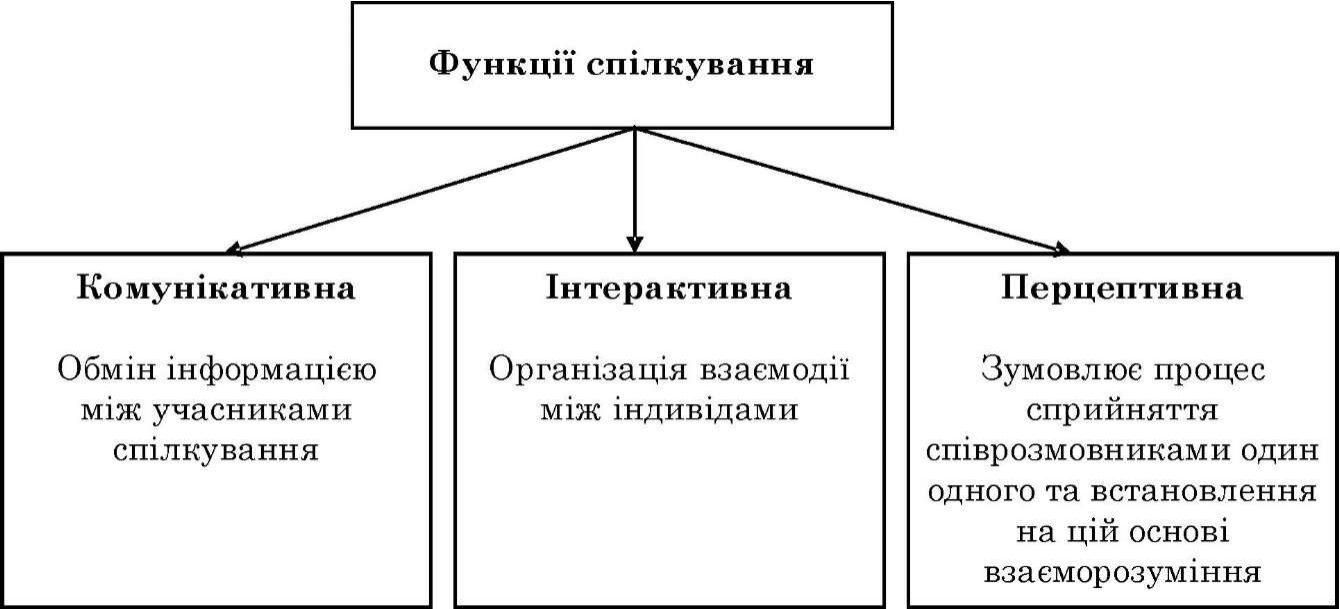 Функції спілкування
Комунікативна
Обмін інформацією
між учасниками
спілкування
Інтерактивна
Організація взаємодії
між індивідами
Перцептивна
Зумовлює процес
сприйняття
співрозмовниками один
одного та встановлення
на цій основі
взаєморозуміння